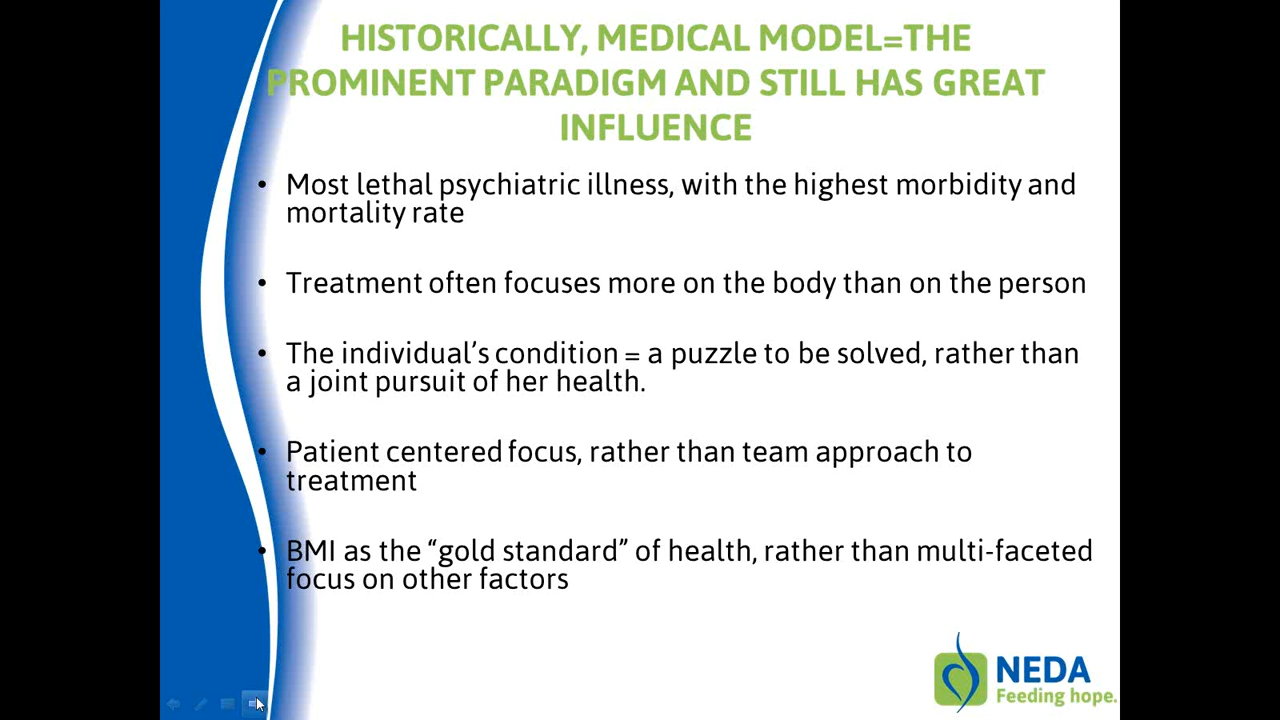 HISTORICALLY, MEDICAL MODEL=THE
PROMINENT PARADIGM AND STILL HAS GREAT
INFLUENCE
• Most lethal psychiatric illness, with the highest morbidity and
mortality rate
• Treatment often focuses more on the body than on the person
• The individual’s condition = a puzzle to be solved, rather than
a joint pursuit of her health.
• Patient centered focus, rather than team approach to
treatment
• BMI as the “gold standard” of health, rather than multi-faceted
focus on other factors
NEDA
Feeding hope.